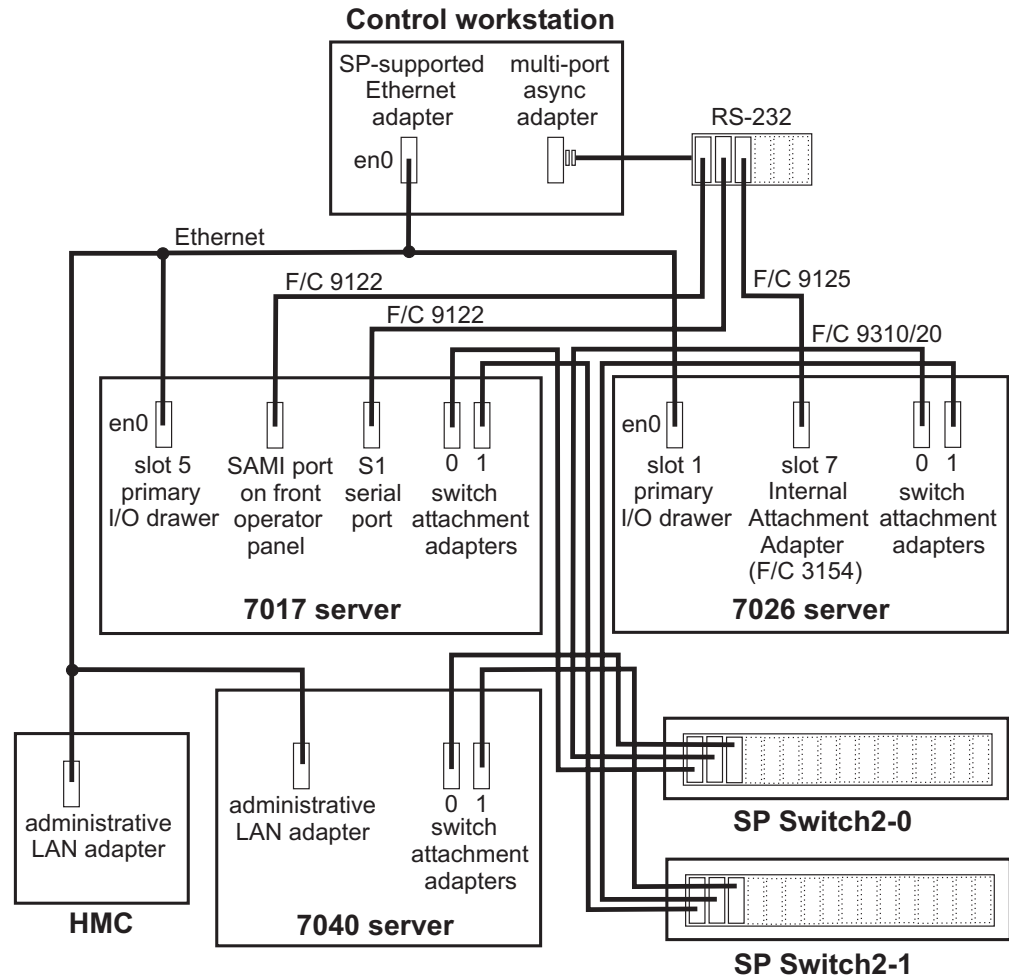 Control workstation
SP-supported
Ethernet
adapter
multi-port
async
adapter
en0
RS-232
Ethernet
F/C 9122
F/C 9125
F/C 9122
F/C 9310/20
en0
slot 5
primary
I/O drawer
SAMI port
on front
operator
panel
S1
serial
port
0 1
switch
attachment
adapters
7017 server
en0
slot 1
primary
I/O drawer
slot 7
Internal
Attachment
Adapter
(F/C 3154)
0 1
switch
attachment
adapters
7026 server
administrative
LAN adapter
HMC
administrative
LAN adapter
0 1
switch
attachment
adapters
7040 server
SP Switch2-0
SP Switch2-1